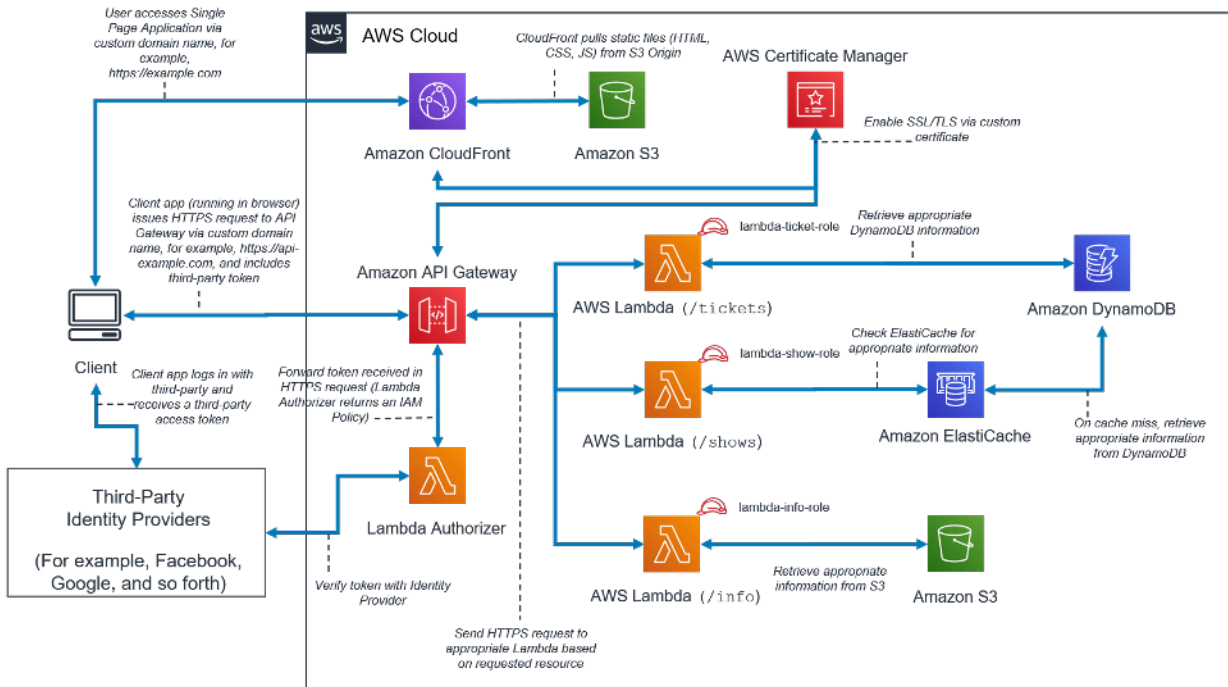 User accesses Single
Page Application via
custom domain name, for
example,
https://example.com
aws
AWS Cloud
CloudFront pulls static files (HTML,
CSS, JS) from S3 Origin
AWS Certificate Manager
Enable SSL/TLS via custom
certificate
Amazon CloudFront
Amazon S3
Client app (running in browser)
issues HTTPS request to API
Gateway via custom domain
name, for example, https://api-
example.com, and includes
third-party token
lambda-ticket-role
Retrieve appropriate
DynamoDB information
Amazon API Gateway
AWS Lambda (/tickets)
Amazon DynamoDB
Client
lambda-show-role
Check ElastiCache for
appropriate information
Client app logs in with
third-party and
receives a third-party
access token
Forward token received in
HTTPS request (Lambda
Authorizer returns an IAM
Policy)
AWS Lambda (/shows)
Amazon ElastiCache
On cache miss, retrieve
appropriate information
from DynamoDB
Third-Party
Identity Providers
(For example, Facebook,
Google, and so forth)
Lambda Authorizer
lambda-info-role
Verify token with Identity
Provider
AWS Lambda (/info)
Retrieve appropriate
information from S3
Amazon S3
Send HTTPS request to
appropriate Lambda based
on requested resource